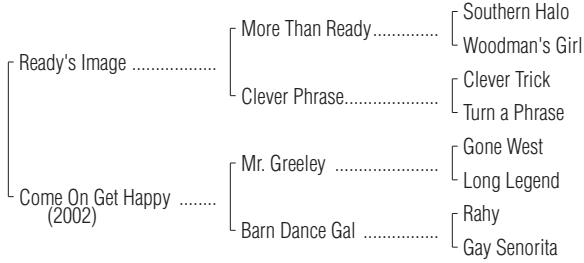 Southern Halo
More Than Ready..............
Woodman's Girl
Ready's Image ..................
Clever Trick
Clever Phrase....................
Turn a Phrase
Gone West
Mr. Greeley ......................
Long Legend
Come On Get Happy ........
(2002)
Rahy
Barn Dance Gal ................
Gay Senorita